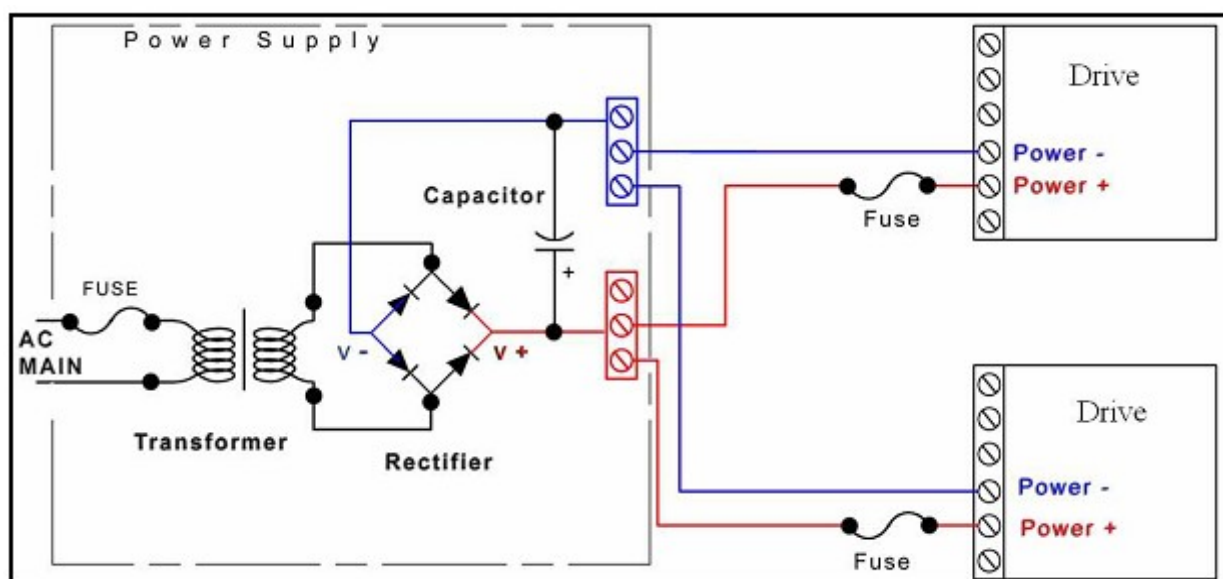 Power Supply
Drive
Power -
Power +
Fuse
Capacitor
+
FUSE
AC
MAIN
V -
V +
Transformer
Rectifier
Drive
Power -
Power +
Fuse